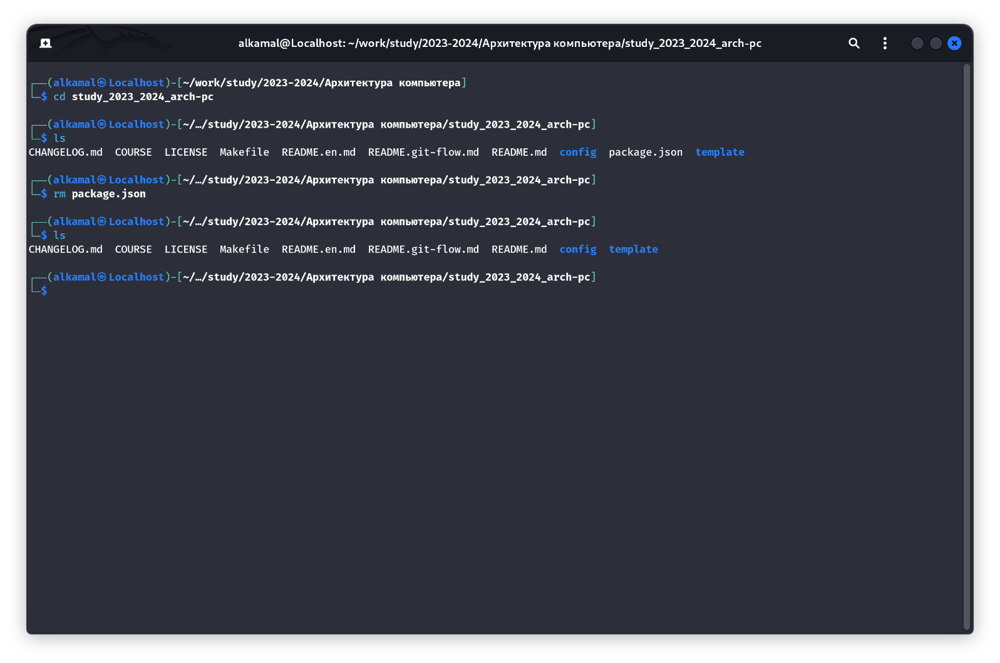 alkamal@Localhost: ~/work/study/2023-2024/Архитектура компьютера/study_2023_2024_arch-pc
┌──(alkamal㉿Localhost)-[~/work/study/2023-2024/Архитектура компьютера]
└─$ cd study_2023_2024_arch-pc
┌──(alkamal㉿Localhost)-[~/…/study/2023-2024/Архитектура компьютера/study_2023_2024_arch-pc]
└─$ ls
CHANGELOG.md  COURSE  LICENSE  Makefile  README.en.md  README.git-flow.md  README.md  config  package.json  template
┌──(alkamal㉿Localhost)-[~/…/study/2023-2024/Архитектура компьютера/study_2023_2024_arch-pc]
└─$ rm package.json
┌──(alkamal㉿Localhost)-[~/…/study/2023-2024/Архитектура компьютера/study_2023_2024_arch-pc]
└─$ ls
CHANGELOG.md  COURSE  LICENSE  Makefile  README.en.md  README.git-flow.md  README.md  config  template
┌──(alkamal㉿Localhost)-[~/…/study/2023-2024/Архитектура компьютера/study_2023_2024_arch-pc]
└─$